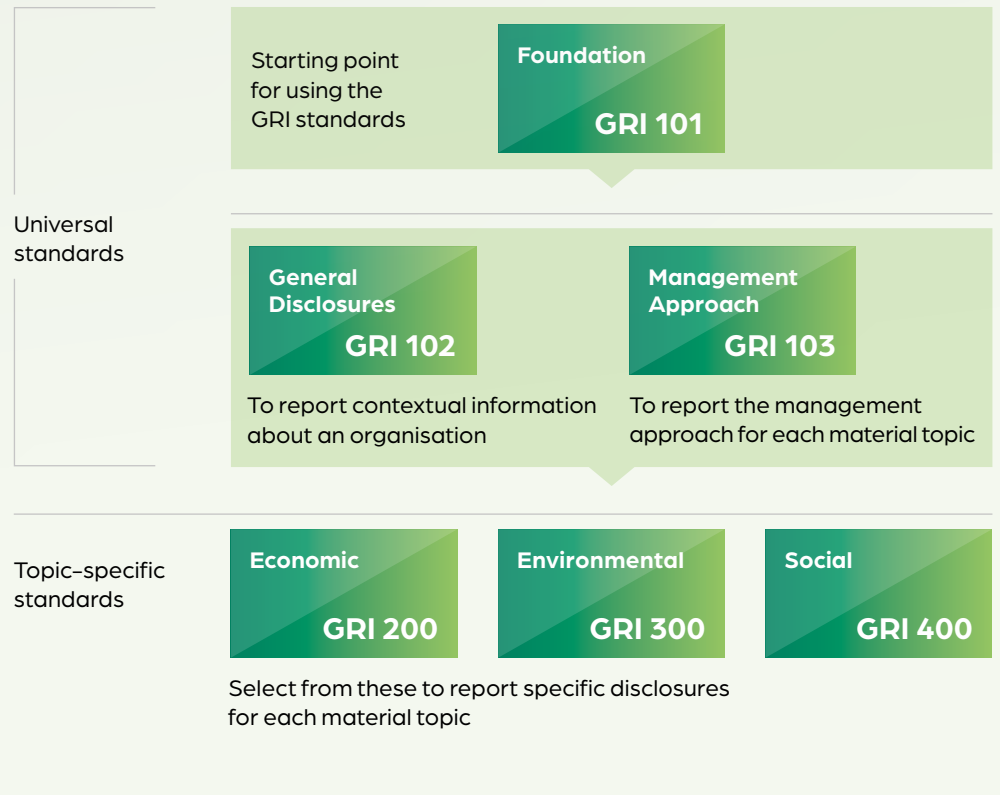 Starting point
for using the
GRI standards
Foundation
GRI 101
Universal
standards
General
Disclosures
GRI 102
To report contextual information
about an organisation
Management
Approach
GRI 103
To report the management
approach for each material topic
Topic-specific
standards
Economic
GRI 200
Environmental
GRI 300
Social
GRI 400
Select from these to report specific disclosures
for each material topic